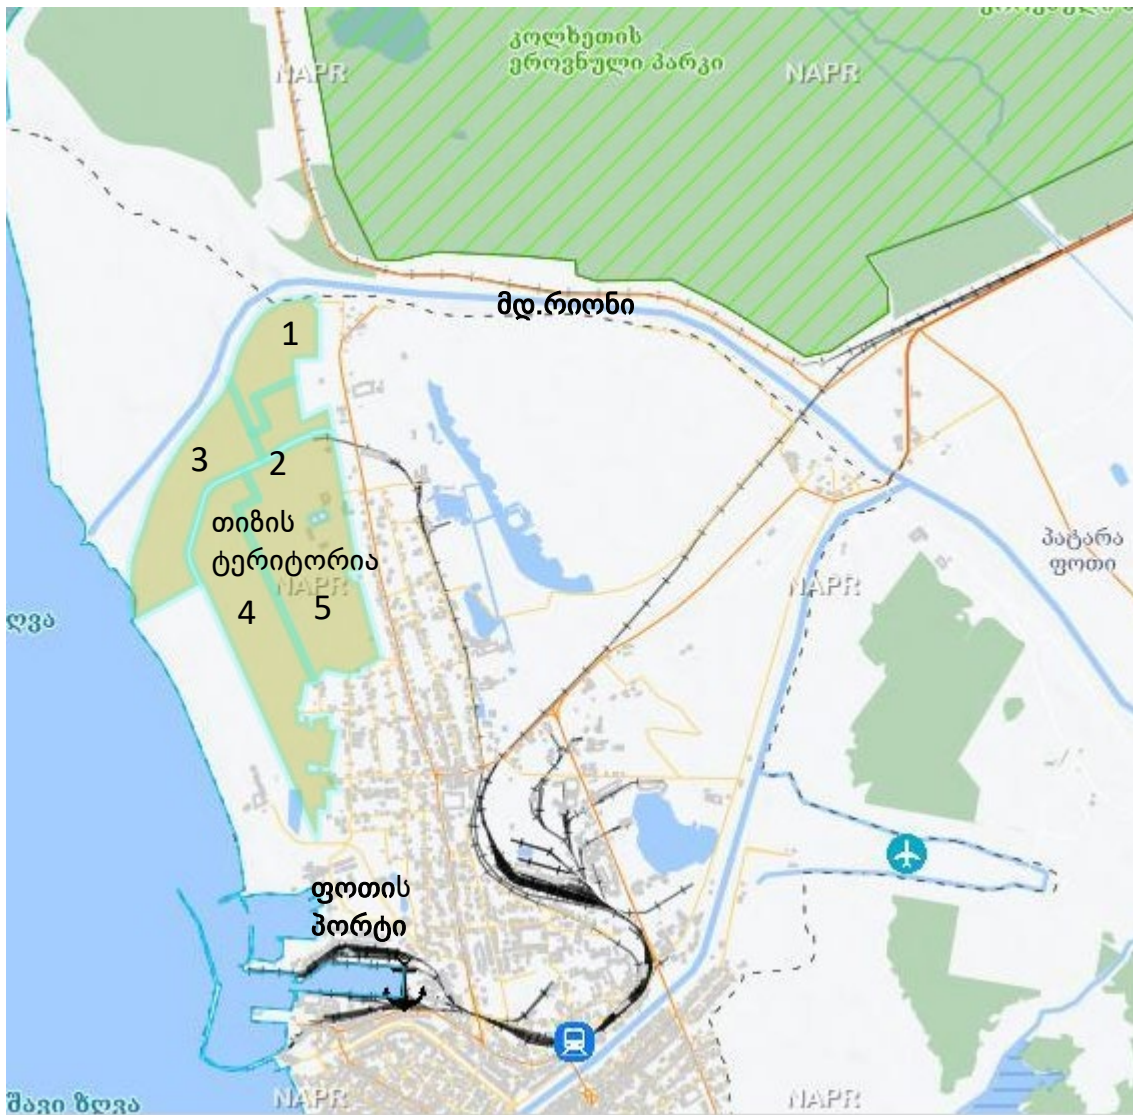 კოლხეთის
ეროვნული პარკი
NAPR
NAPR
მდ.რიონი
1
3
2
თიზის
ტერიტორია
NAPR
NAPR
პატარა
ფოთი
4
5
ზღვა
ფოთის
პორტი
შავი ზღვა
NAPR
NAPR